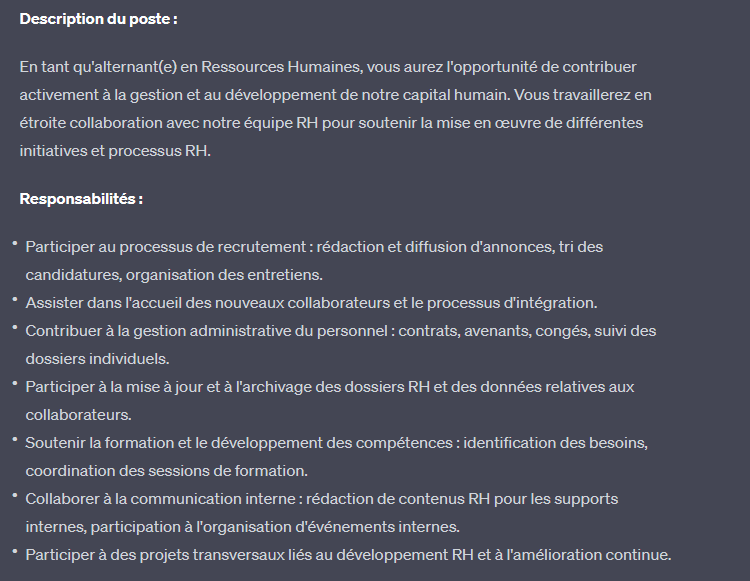 Description du poste :
En tant qu'alternant(e) en Ressources Humaines, vous aurez l'opportunité de contribuer
activement à la gestion et au développement de notre capital humain. Vous travaillerez en
étroite collaboration avec notre équipe RH pour soutenir la mise en œuvre de différentes
initiatives et processus RH.
Responsabilités :
• Participer au processus de recrutement : rédaction et diffusion d'annonces, tri des
candidatures, organisation des entretiens.
• Assister dans l'accueil des nouveaux collaborateurs et le processus d'intégration.
• Contribuer à la gestion administrative du personnel : contrats, avenants, congés, suivi des
dossiers individuels.
• Participer à la mise à jour et à l'archivage des dossiers RH et des données relatives aux
collaborateurs.
• Soutenir la formation et le développement des compétences : identification des besoins,
coordination des sessions de formation.
• Collaborer à la communication interne : rédaction de contenus RH pour les supports
internes, participation à l'organisation d'événements internes.
• Participer à des projets transversaux liés au développement RH et à l'amélioration continue.